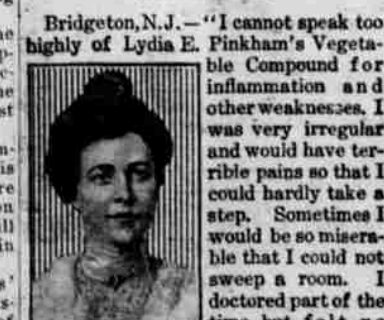 Bridgeton, N.J.—"I cannot speak too
highly of Lydia E. Pinkham's Vegeta-
ble Compound for
inflammation and
other weaknesses. I
was very irregular
and would have ter-
rible pains so that I
could hardly take a
step. Sometimes I
would be so misera-
ble that I could not
sweep a room. I
doctored part of the